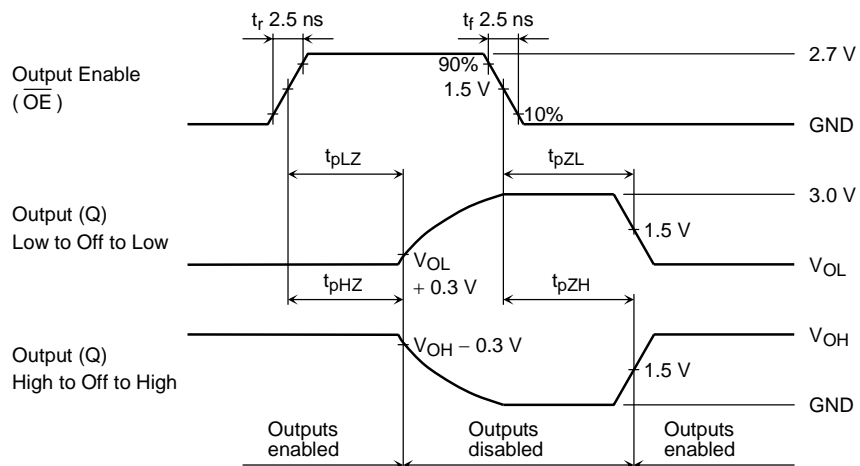 tr 2.5 ns
tf 2.5 ns
Output Enable
( OE )
90%
1.5 V
10%
2.7 V
GND
tpLZ
tpZL
Output (Q)
Low to Off to Low
3.0 V
1.5 V
VOL
VOL
+ 0.3 V
tpHZ
tpZH
Output (Q)
High to Off to High
VOH − 0.3 V
1.5 V
VOH
GND
Outputs
enabled
Outputs
disabled
Outputs
enabled